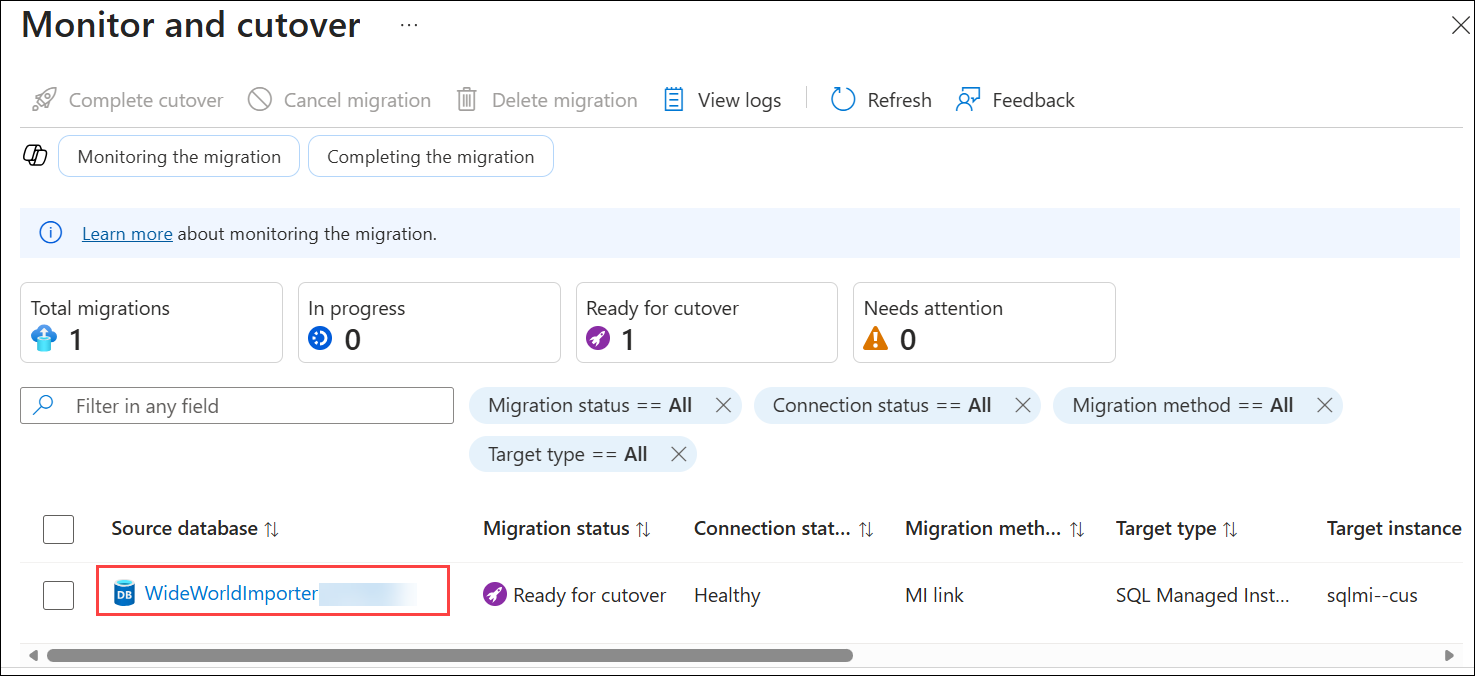 Monitor and cutover ...
Complete cutover Cancel migration Delete migration View logs Refresh Feedback
Monitoring the migration Completing the migration
Learn more about monitoring the migration.
Total migrations In progress Ready for cutover Needs attention
1 0 1 0
Filter in any field Migration status == All Connection status == All Migration method == All
Target type == All
Source database Migration status Connection stat... Migration meth... Target type Target instance
DB WideWorldImporter Ready for cutover Healthy MI link SQL Managed Inst... sqlmi--cus